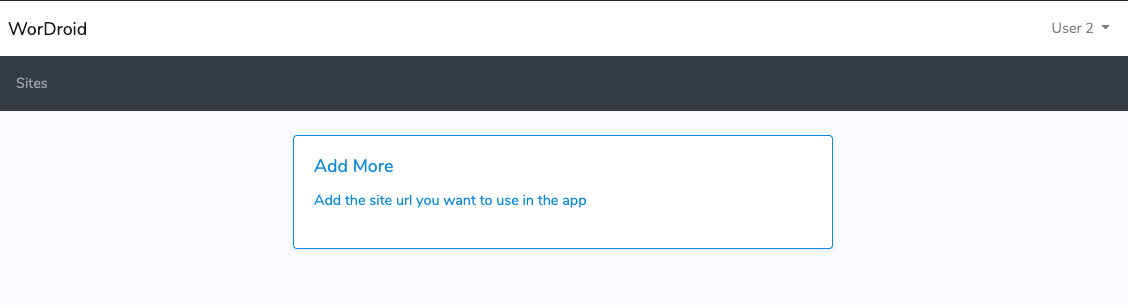 WorDroid
User 2
Sites
Add More
Add the site url you want to use in the app